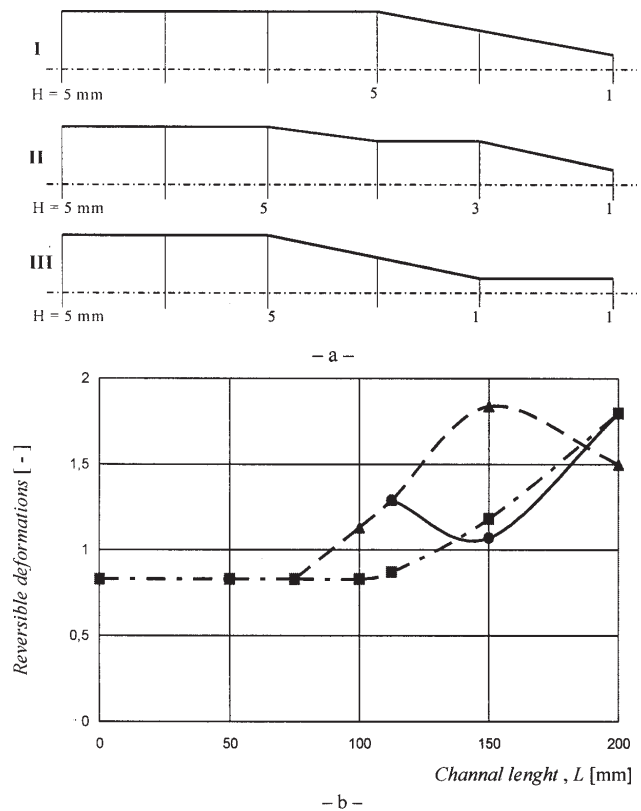 I
H = 5 mm 5 1
II
H = 5 mm 5 3 1
III
H = 5 mm 5 1 1
– a –
2
1,5
1
0,5
0
Reversible deformations [ - ]
0 50 100 150 200
Channal lenght , L [mm]
– b –